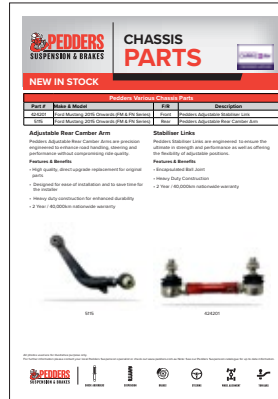 PEDDERS
SUSPENSION & BRAKES
CHASSIS
PARTS
NEW IN STOCK
Pedders Various Chassis Parts
Part # Make & Model F/R Description
424201 Ford Mustang 2015 Onwards (FM & FN Series) Front Pedders Adjustable Stabiliser Link
5115 Ford Mustang 2015 Onwards (FM & FN Series) Rear Pedders Adjustable Rear Camber Arm
Adjustable Rear Camber Arm
Pedders Adjustable Rear Camber Arms are precision
engineered to enhance road handling, steering and
performance without compromising ride quality.
Features & Benefits
• High quality, direct upgrade replacement for original
parts
• Designed for ease of installation and to save time for
the installer
• Heavy duty construction for enhanced durability
• 2 Year / 40,000km nationwide warranty
Stabiliser Links
Pedders Stabiliser Links are engineered to ensure the
ultimate in strength and performance as well as offering
the flexibility of adjustable positions.
Features & Benefits
• Encapsulated Ball Joint
• Heavy Duty Construction
• 2 Year / 40,000km nationwide warranty
5115
424201
PEDDERS
SUSPENSION & BRAKES